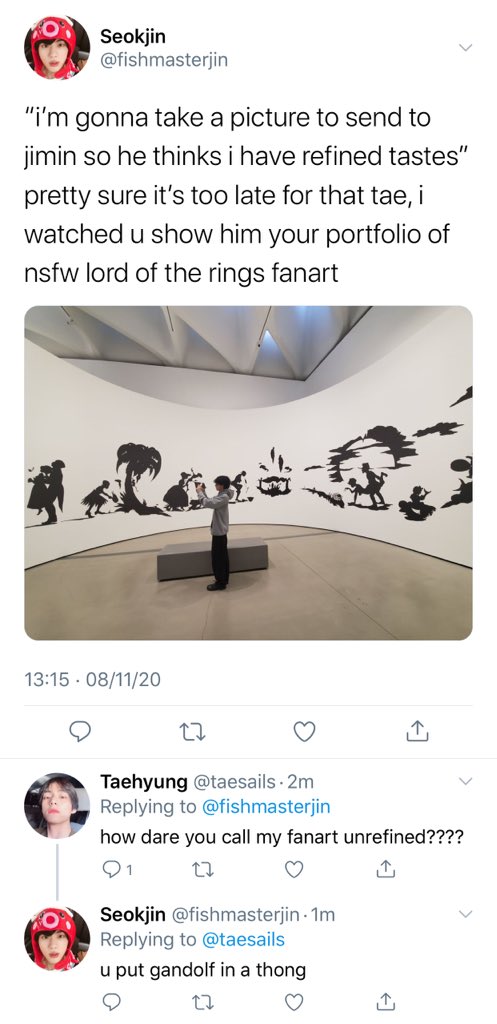 Seokjin
@fishmasterjin
“i’m gonna take a picture to send to
jimin so he thinks i have refined tastes”
pretty sure it’s too late for that tae, i
watched u show him your portfolio of
nsfw lord of the rings fanart
13:15 · 08/11/20
Taehyung @taesails · 2m
Replying to @fishmasterjin
how dare you call my fanart unrefined????
1
Seokjin @fishmasterjin · 1m
Replying to @taesails
u put gandolf in a thong